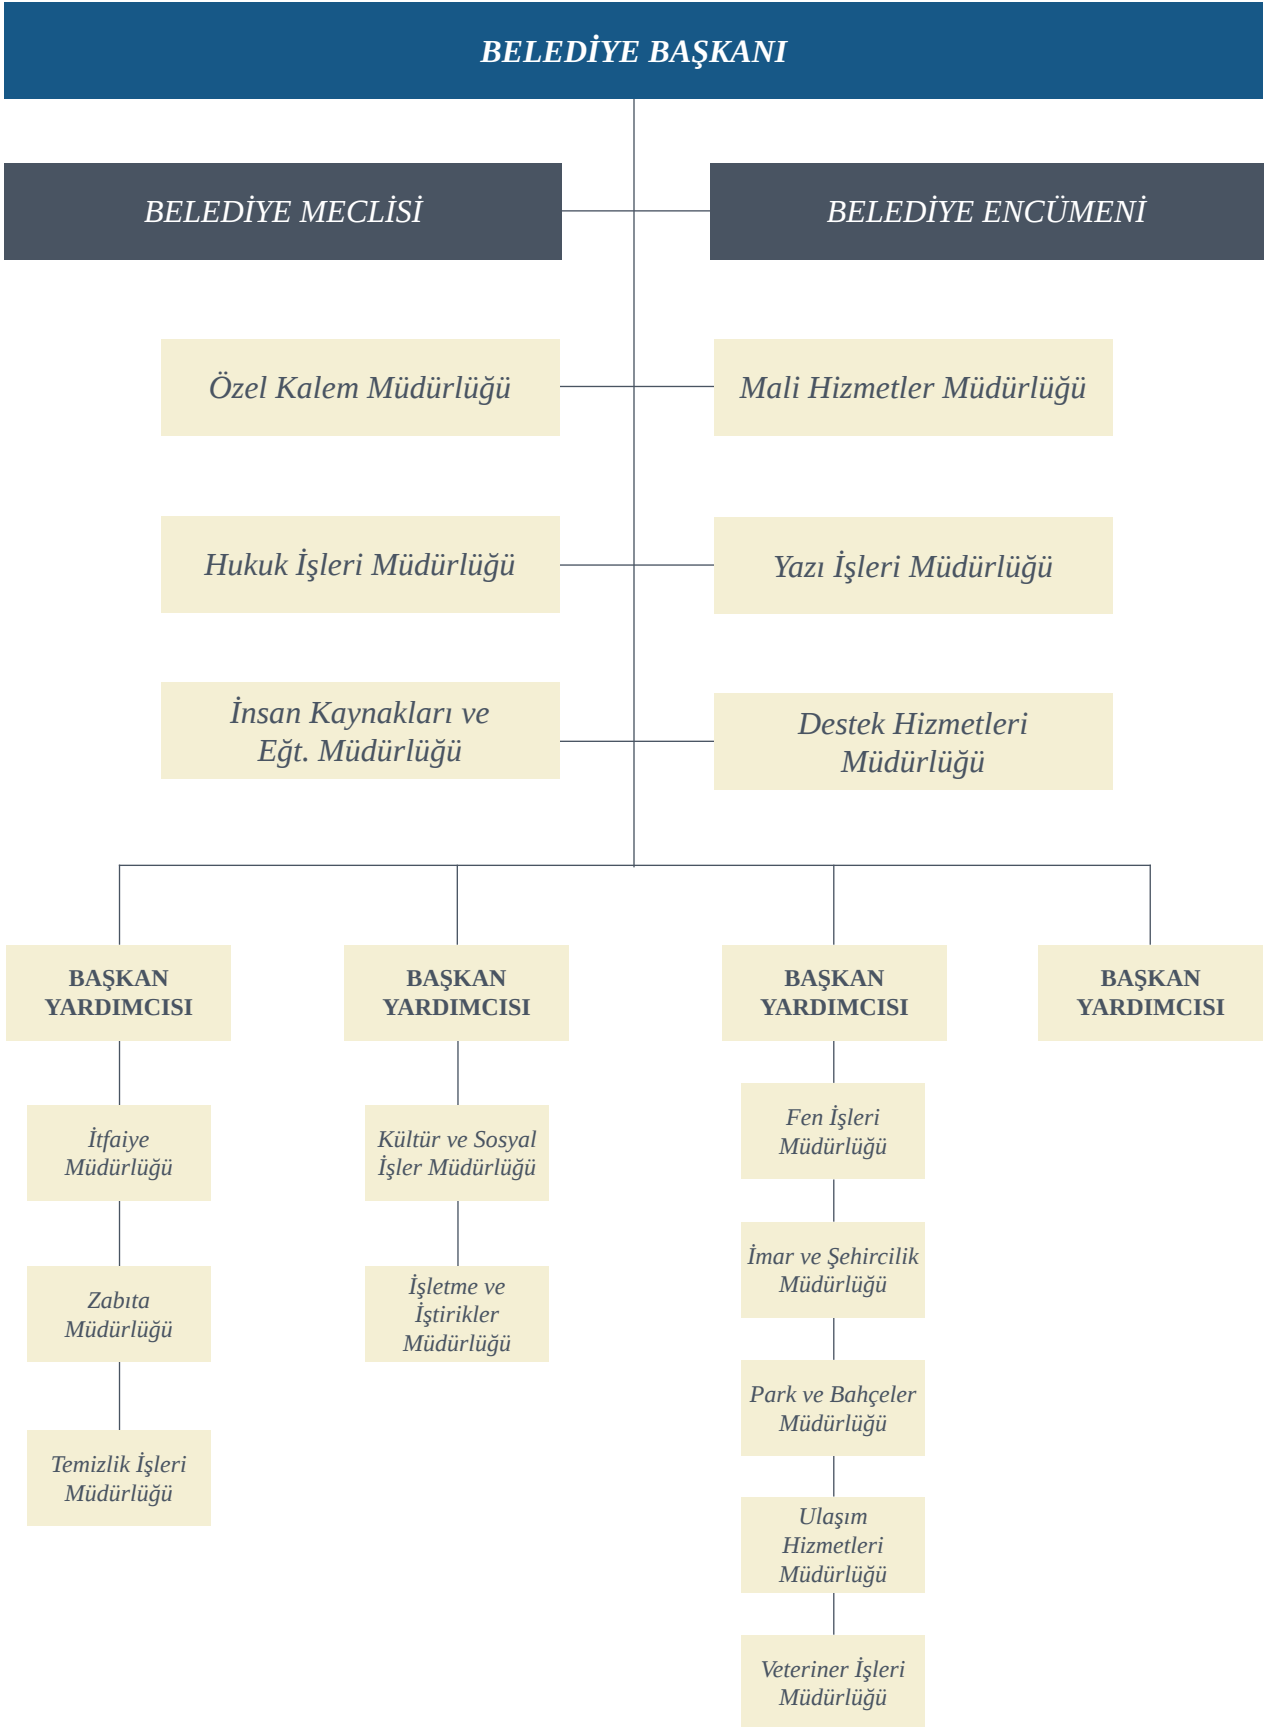 BELEDİYE BAŞKANI
BELEDİYE MECLİSİ
BELEDİYE ENCÜMENİ
Özel Kalem Müdürlüğü
Mali Hizmetler Müdürlüğü
Hukuk İşleri Müdürlüğü
Yazı İşleri Müdürlüğü
İnsan Kaynakları ve
Eğt. Müdürlüğü
Destek Hizmetleri
Müdürlüğü
BAŞKAN
YARDIMCISI
BAŞKAN
YARDIMCISI
BAŞKAN
YARDIMCISI
BAŞKAN
YARDIMCISI
İtfaiye
Müdürlüğü
Zabıta
Müdürlüğü
Temizlik İşleri
Müdürlüğü
Kültür ve Sosyal
İşler Müdürlüğü
İşletme ve
İştirikler
Müdürlüğü
Fen İşleri
Müdürlüğü
İmar ve Şehircilik
Müdürlüğü
Park ve Bahçeler
Müdürlüğü
Ulaşım
Hizmetleri
Müdürlüğü
Veteriner İşleri
Müdürlüğü